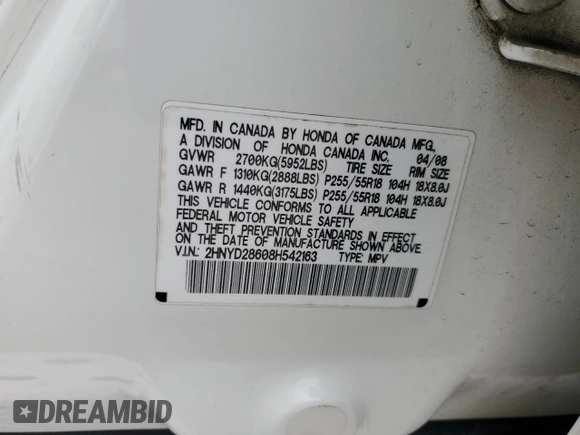 MFD. IN CANADA BY HONDA OF CANADA MFG.,
A DIVISION OF HONDA CANADA INC. 04/08
GVWR 2700KG(5952LBS) TIRE SIZE RIM SIZE
GAWR F 1310KG(2888LBS) P255/55R18 104H 18X8.0J
GAWR R 1440KG(3175LBS) P255/55R18 104H 18X8.0J
THIS VEHICLE CONFORMS TO ALL APPLICABLE
FEDERAL MOTOR VEHICLE SAFETY
AND THEFT PREVENTION STANDARDS IN EFFECT
ON THE DATE OF MANUFACTURE SHOWN ABOVE.
V.I.N.: 2HNYD28608H542163 TYPE: MPV
DREAMBID